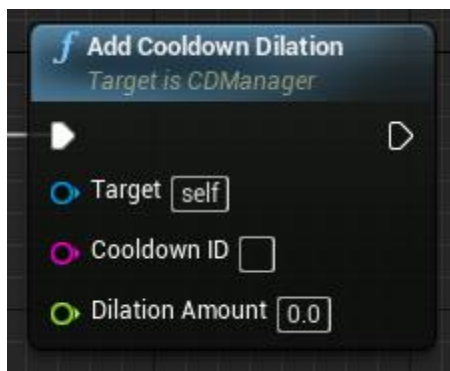 f Add Cooldown Dilation
Target is CDManager
Target self
Cooldown ID
Dilation Amount 0.0